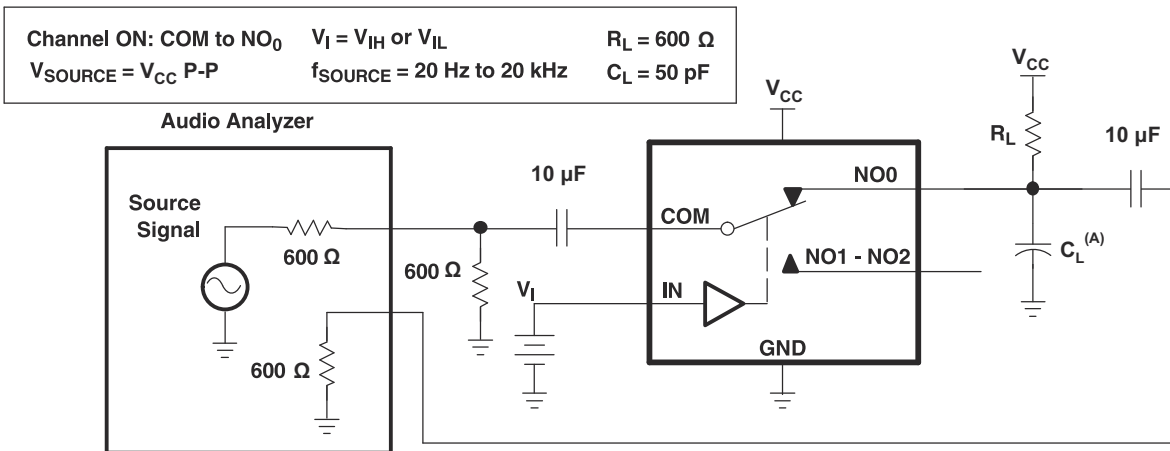 Channel ON: COM to NO0 VI = VIH or VIL RL = 600 Ω
VSOURCE = VCC P-P fSOURCE = 20 Hz to 20 kHz CL = 50 pF
Audio Analyzer
Source
Signal
600 Ω
600 Ω
600 Ω
10 µF
VI
VCC
COM
IN
NO0
NO1 - NO2
GND
VCC
RL
10 µF
CL(A)